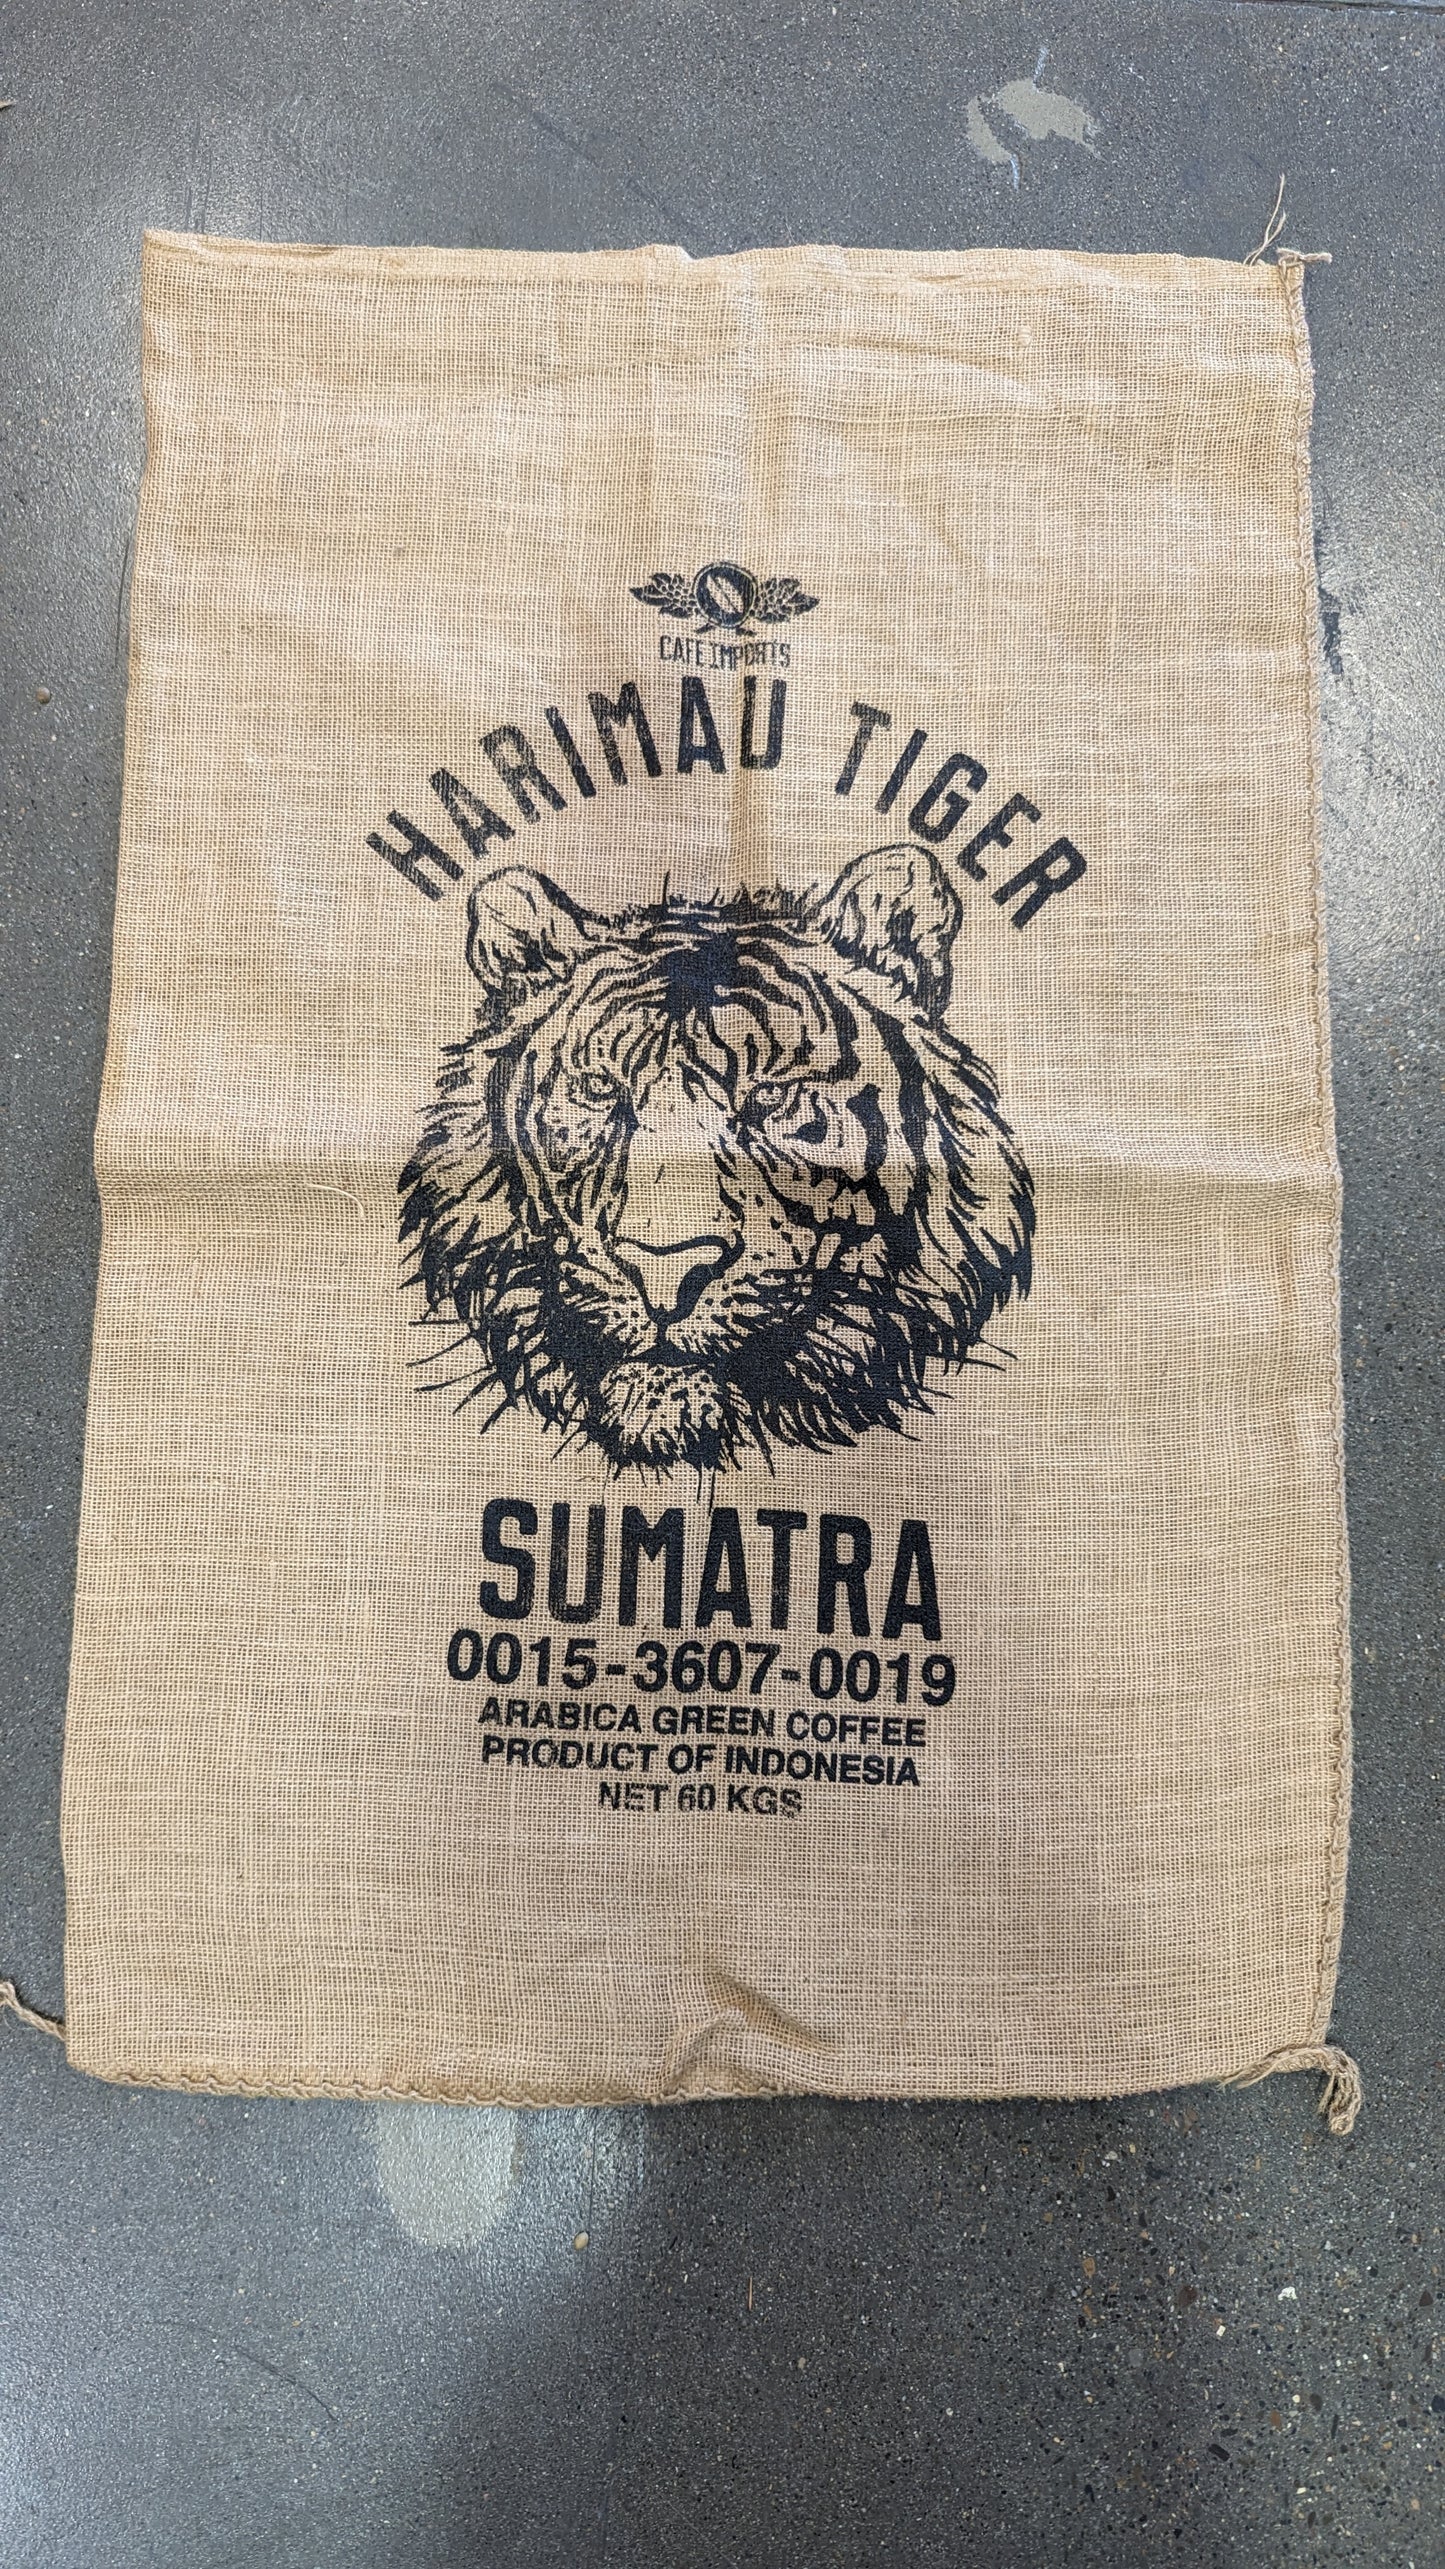 CAFE IMPORTS
HARIMAU TIGER
SUMATRA
0015-3607-0019
ARABICA GREEN COFFEE
PRODUCT OF INDONESIA
NET 60 KGS